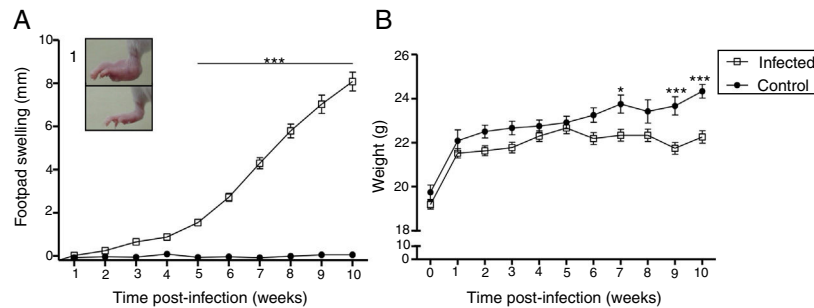 A
1
***
10
8
6
4
2
0
Footpad swelling (mm)
1 2 3 4 5 6 7 8 9 10
Time post-infection (weeks)
B
26
24
22
20
18
10
0
Weight (g)
*
***
***
0 1 2 3 4 5 6 7 8 9 10
Time post-infection (weeks)
Infected
Control